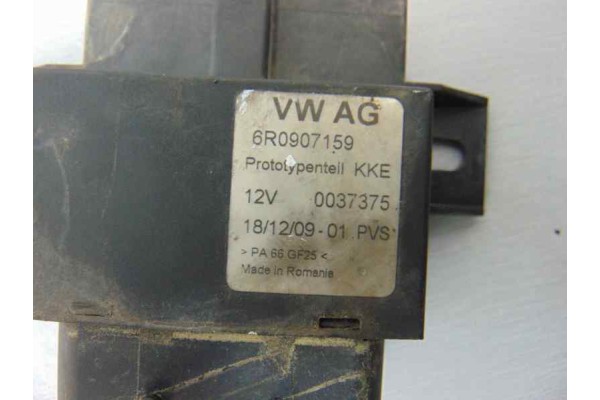 VW AG
6R0907159
Prototypenteil KKE
12V 0037375
18/12/09-01 PVS
> PA 66 GF25 <
Made in Romania